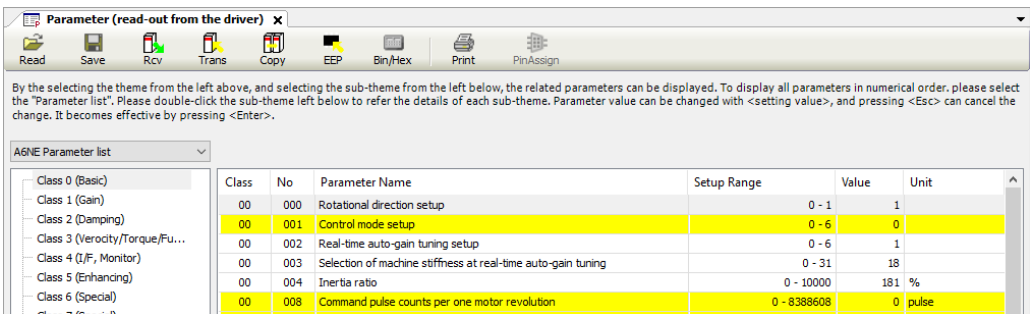 Parameter (read-out from the driver) x
Read Save Rcv Trans Copy EEP Bin/Hex Print PinAssign
By the selecting the theme from the left above, and selecting the sub-theme from the left below, the related parameters can be displayed. To display all parameters in numerical order. please select
the "Parameter list". Please double-click the sub-theme left below to refer the details of each sub-theme. Parameter value can be changed with <setting value>, and pressing <Esc> can cancel the
change. It becomes effective by pressing <Enter>.
A6NE Parameter list
Class 0 (Basic)
Class 1 (Gain)
Class 2 (Damping)
Class 3 (Verocity/Torque/Fu...
Class 4 (I/F, Monitor)
Class 5 (Enhancing)
Class 6 (Special)
Class No Parameter Name Setup Range Value Unit
00 000 Rotational direction setup 0 - 1 1
00 001 Control mode setup 0 - 6 0
00 002 Real-time auto-gain tuning setup 0 - 6 1
00 003 Selection of machine stiffness at real-time auto-gain tuning 0 - 31 18
00 004 Inertia ratio 0 - 10000 181 %
00 008 Command pulse counts per one motor revolution 0 - 8388608 0 pulse